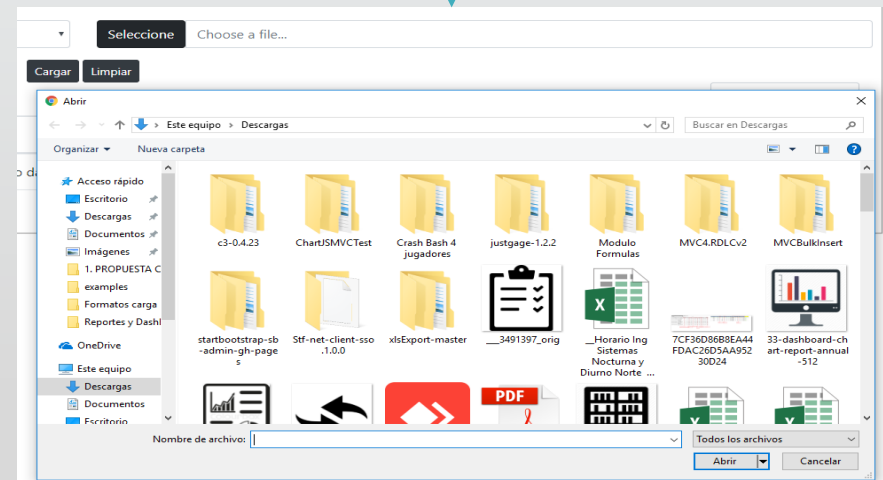 Seleccione Choose a file...
Cargar Limpiar
Abrir
Este equipo > Descargas
Buscar en Descargas
Organizar Nueva carpeta
Acceso rápido
Escritorio
Descargas
Documentos
Imágenes
1. PROPUESTA C
examples
Formatos carga
Reportes y Dashl
OneDrive
Este equipo
Descargas
Documentos
Escritorio
c3-0.4.23
ChartJSMVCTest
Crash Bash 4
jugadores
justgage-1.2.2
Modulo
Formulas
MVC4.RDLCv2
MVCBulkInsert
startbootstrap-sb
-admin-gh-page
s
Stf-net-client-sso
.1.0.0
xlsExport-master
___3491397_orig
__Horario Ing
Sistemas
Nocturna y
Diurno Norte ...
7CF36D86B8EA44
FDAC26D5AA952
30D24
33-dashboard-ch
art-report-annual
-512
PDF
Nombre de archivo:
Todos los archivos
Abrir
Cancelar